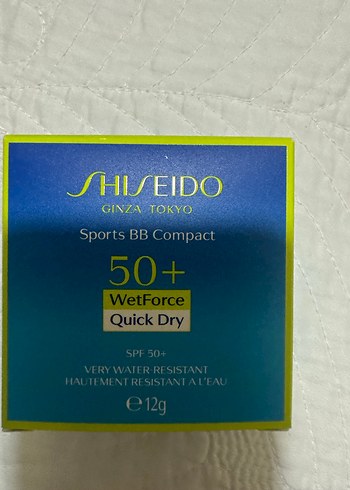 SHISEIDO
GINZA TOKYO
Sports BB Compact
50+
WetForce
Quick Dry
SPF 50+
VERY WATER-RESISTANT
HAUTEMENT RESISTANT A L'EAU
℮ 12g